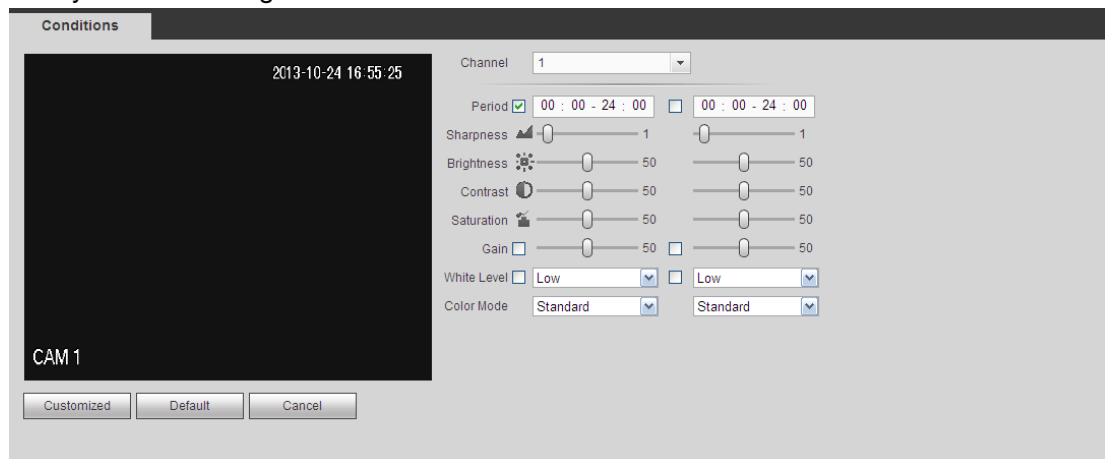 Conditions
2013-10-24 16:55:25
CAM 1
Channel 1
Period 00 : 00 - 24 : 00 00 : 00 - 24 : 00
Sharpness 1 1
Brightness 50 50
Contrast 50 50
Saturation 50 50
Gain 50 50
White Level Low Low
Color Mode Standard Standard
Customized Default Cancel